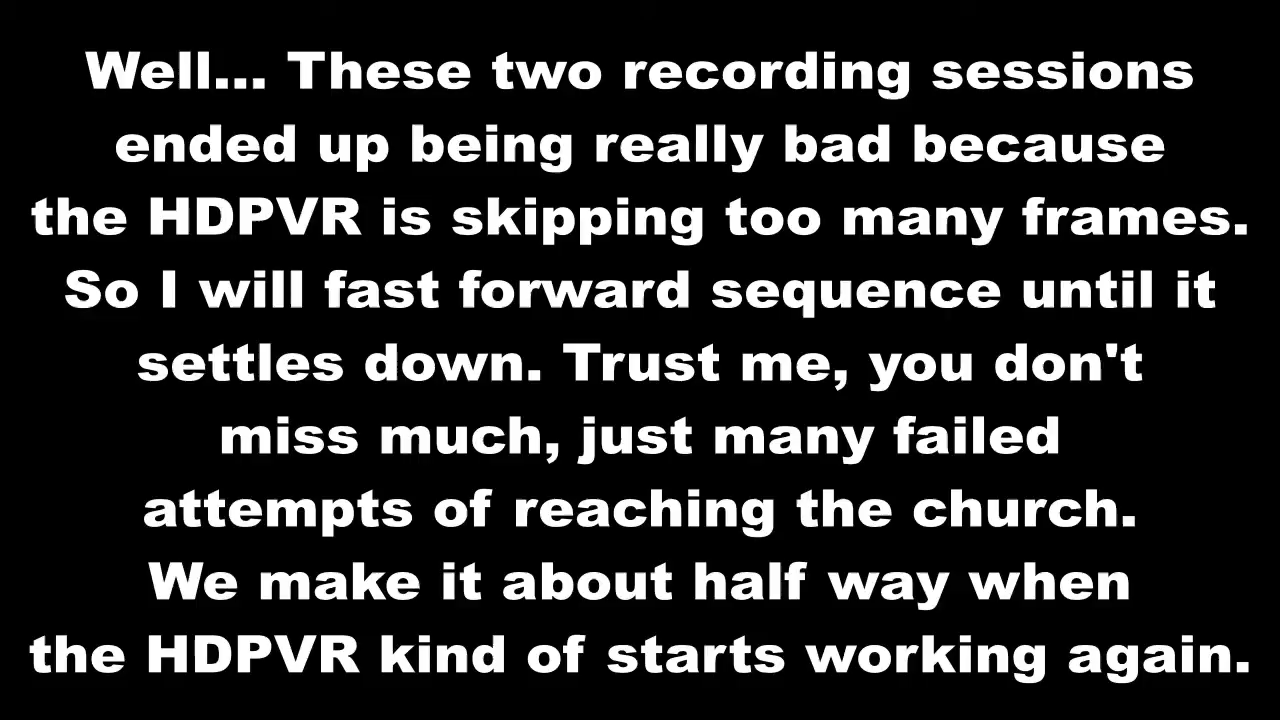 Well... These two recording sessions
ended up being really bad because
the HDPVR is skipping too many frames.
So I will fast forward sequence until it
settles down. Trust me, you don't
miss much, just many failed
attempts of reaching the church.
We make it about half way when
the HDPVR kind of starts working again.